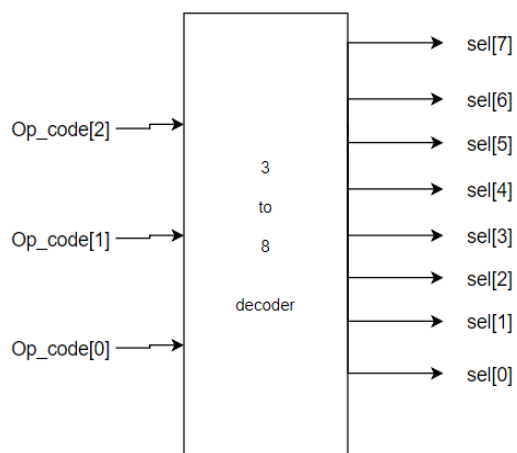 Op_code[2]
Op_code[1]
Op_code[0]
3
to
8
decoder
sel[7]
sel[6]
sel[5]
sel[4]
sel[3]
sel[2]
sel[1]
sel[0]